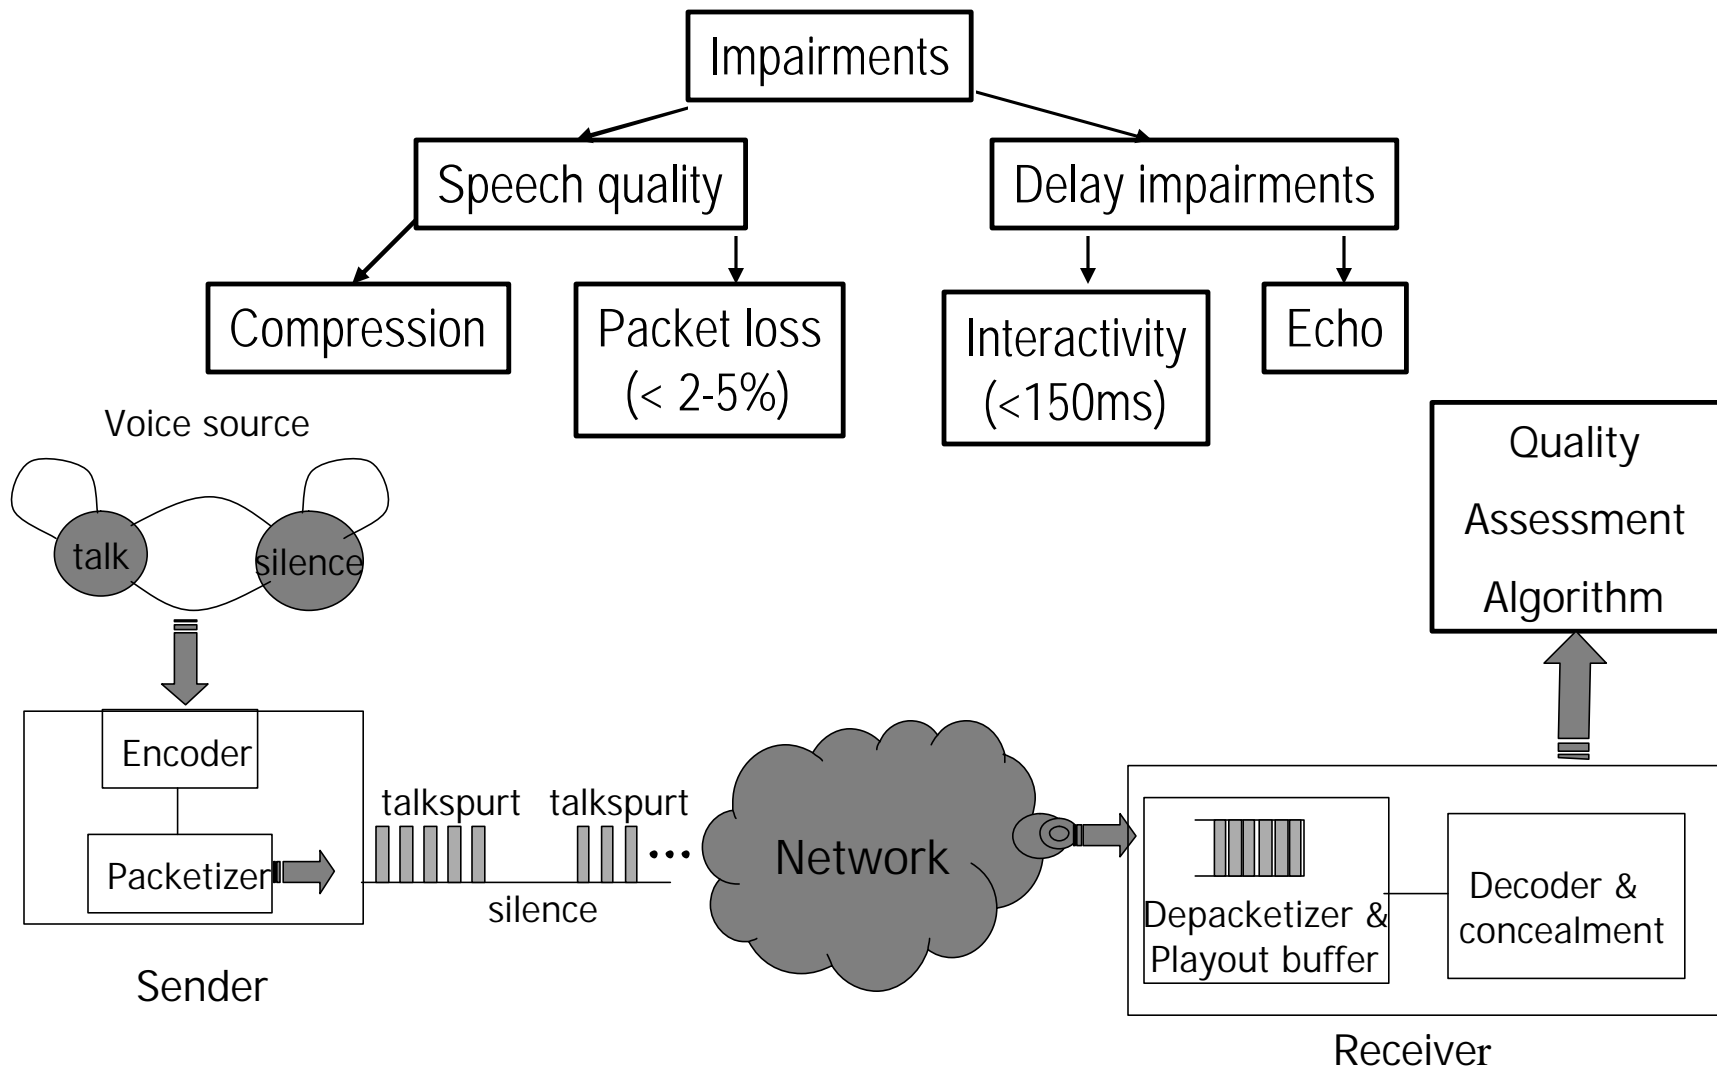 Impairments
Speech quality
Delay impairments
Compression
Packet loss
(< 2-5%)
Interactivity
(<150ms)
Echo
Voice source
talk
silence
Quality
Assessment
Algorithm
Encoder
Packetizer
talkspurt
talkspurt
silence
...
Network
Depacketizer &
Playout buffer
Decoder &
concealment
Sender
Receiver